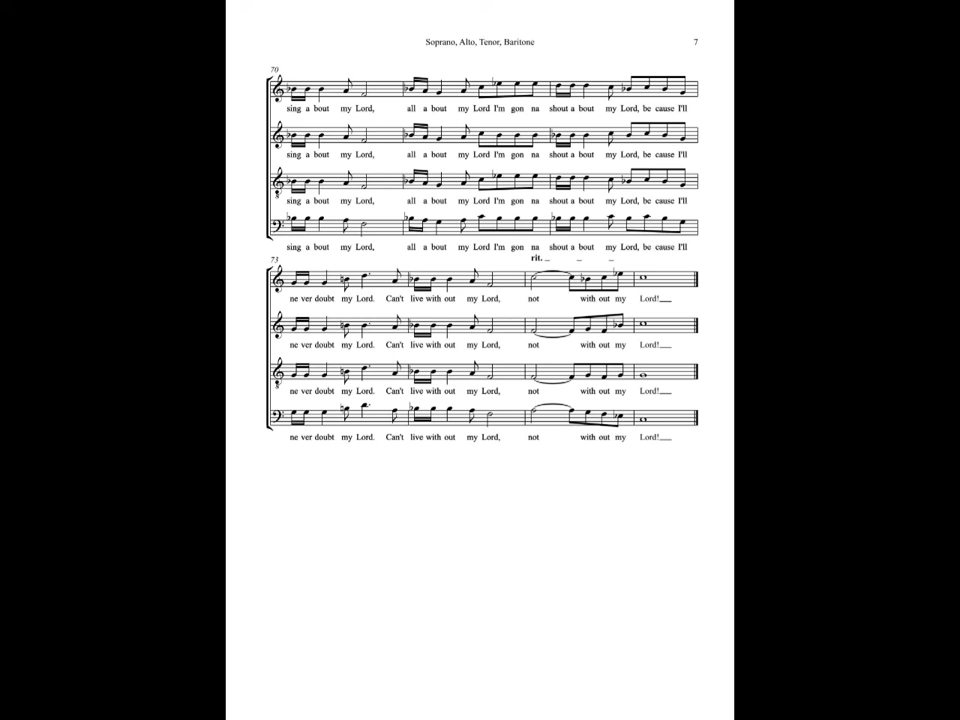 Soprano, Alto, Tenor, Baritone 7
70
sing a bout my Lord, all a bout my Lord I'm gon na shout a bout my Lord, be cause I'll
sing a bout my Lord, all a bout my Lord I'm gon na shout a bout my Lord, be cause I'll
8
sing a bout my Lord, all a bout my Lord I'm gon na shout a bout my Lord, be cause I'll
sing a bout my Lord, all a bout my Lord I'm gon na shout a bout my Lord, be cause I'll
73 rit. _ _ _
ne ver doubt my Lord. Can't live with out my Lord, not with out my Lord!__
ne ver doubt my Lord. Can't live with out my Lord, not with out my Lord!__
8
ne ver doubt my Lord. Can't live with out my Lord, not with out my Lord!__
ne ver doubt my Lord. Can't live with out my Lord, not with out my Lord!__